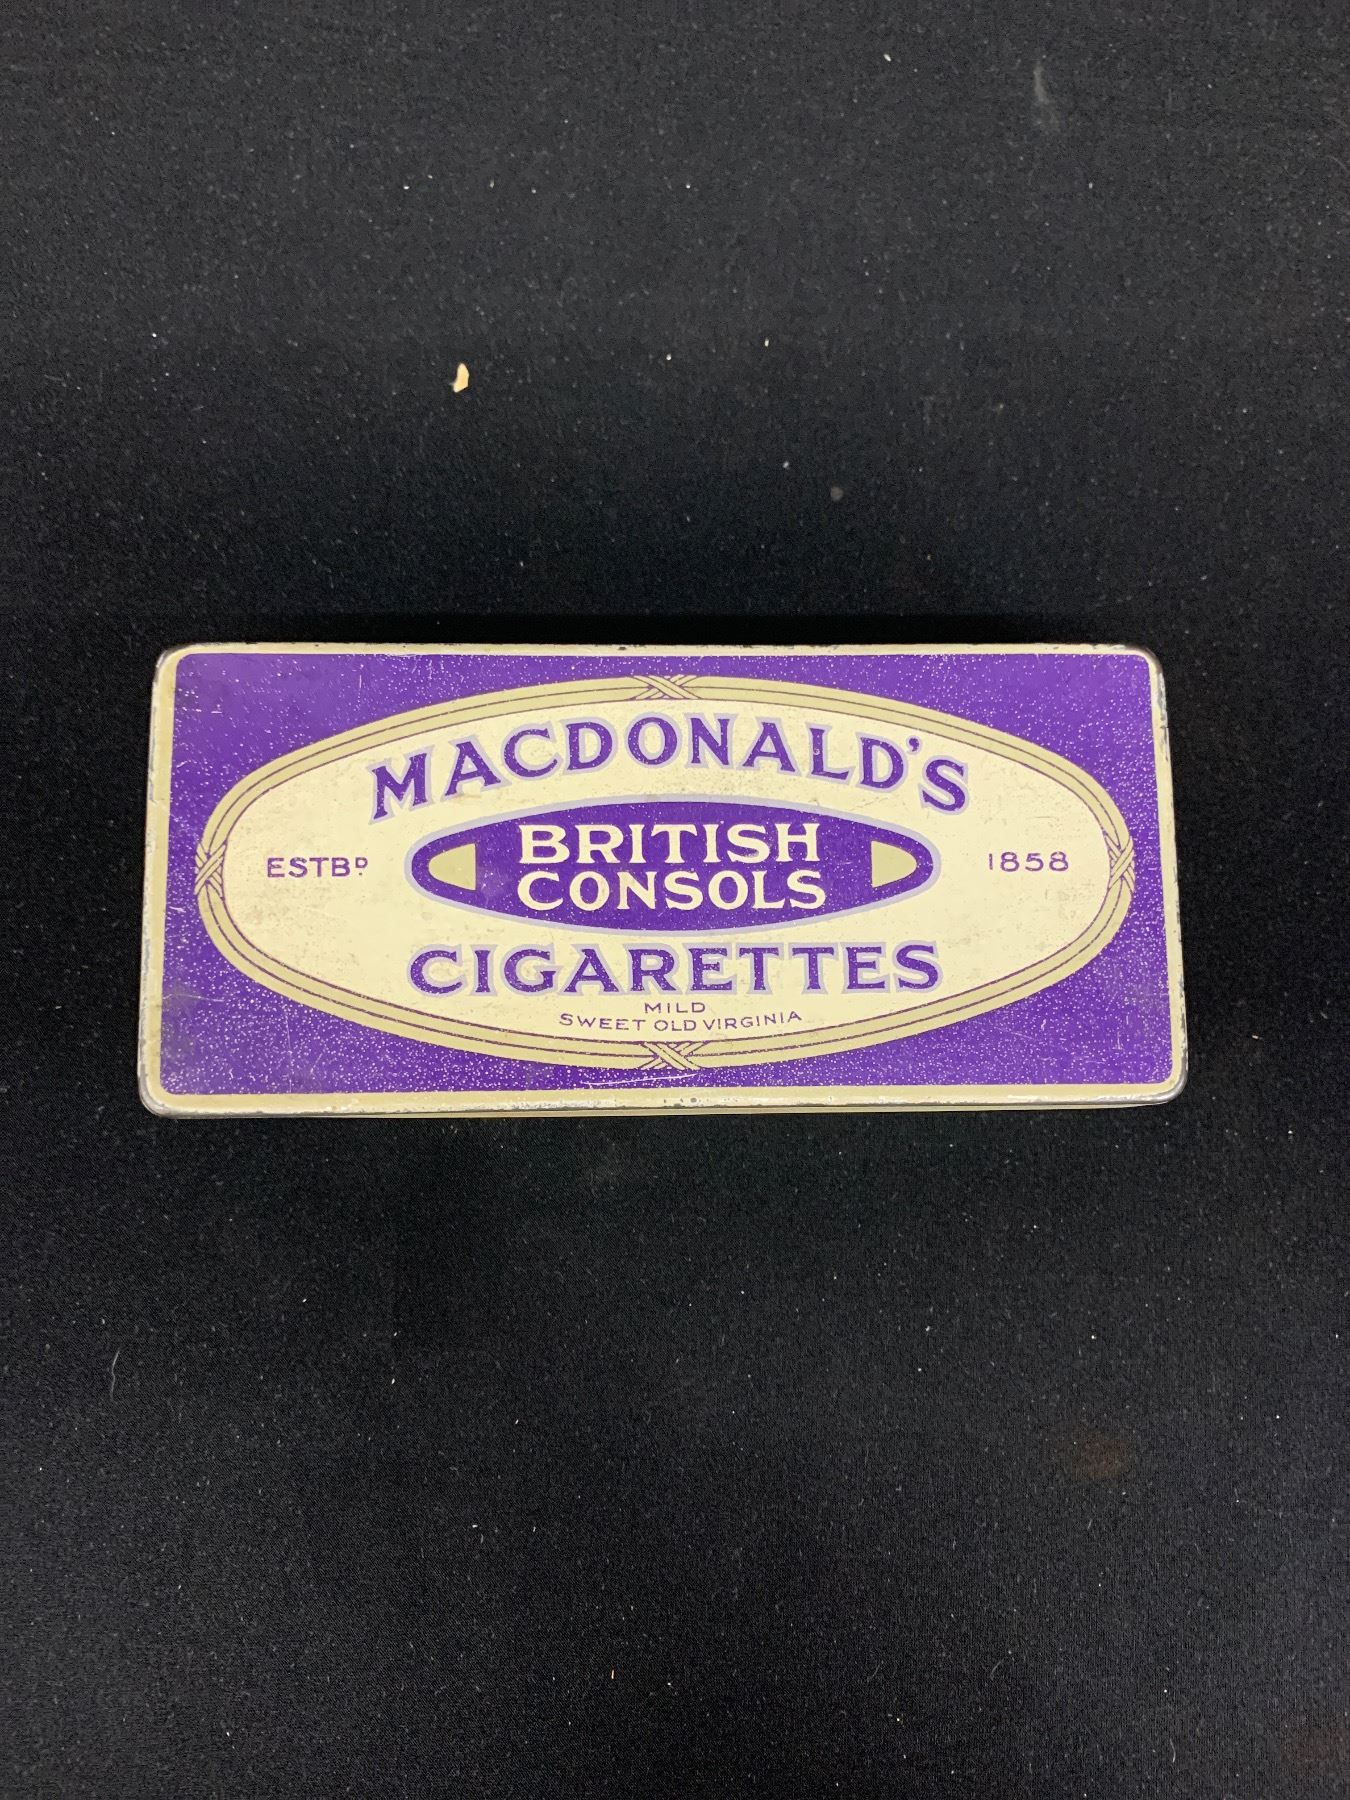 MACDONALD'S
ESTBD
BRITISH
CONSOLS
1858
CIGARETTES
MILD
SWEET OLD VIRGINIA